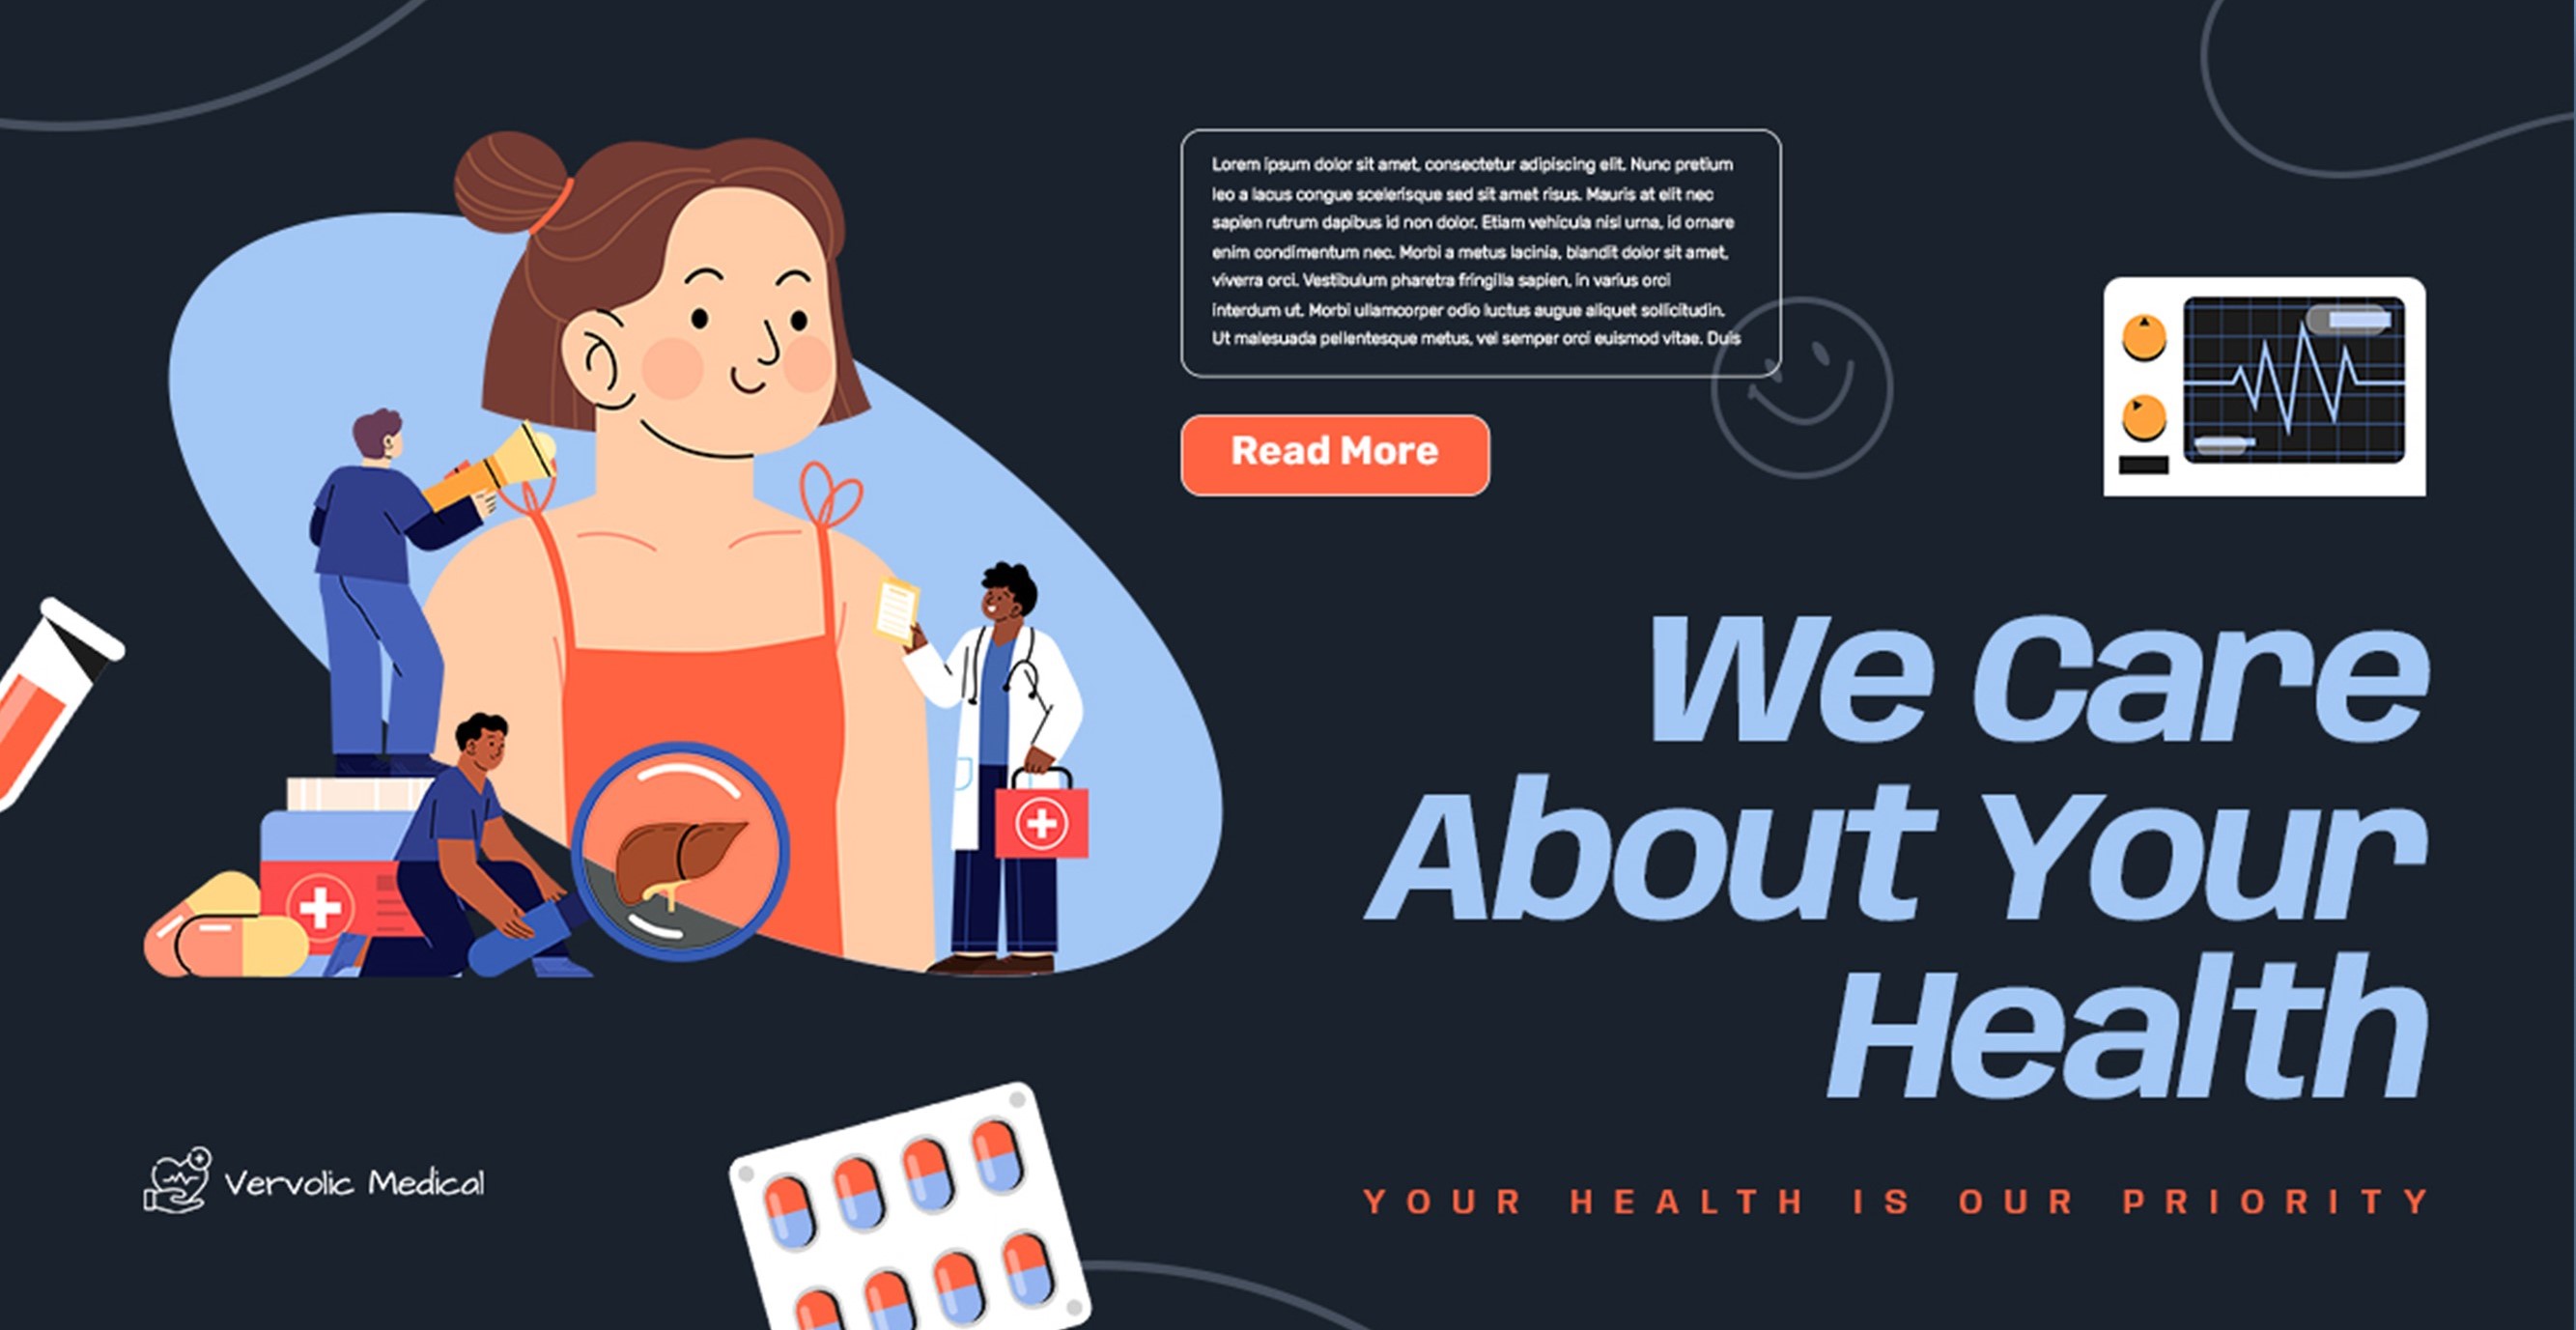 Lorem ipsum dolor sit amet, consectetur adipiscing elit. Nunc pretium
leo a lacus congue scelerisque sed sit amet risus. Mauris at elit nec
sapien rutrum dapibus id non dolor. Etiam vehicula nisl urna, id ornare
enim condimentum nec. Morbi a metus lacinia, blandit dolor sit amet,
viverra orci. Vestibulum pharetra fringilla sapien, in varius orci
interdum ut. Morbi ullamcorper odio luctus augue aliquet sollicitudin.
Ut malesuada pellentesque metus, vel semper orci euismod vitae. Duis
Read More
We Care
About Your
Health
YOUR HEALTH IS OUR PRIORITY
Vervolic Medical